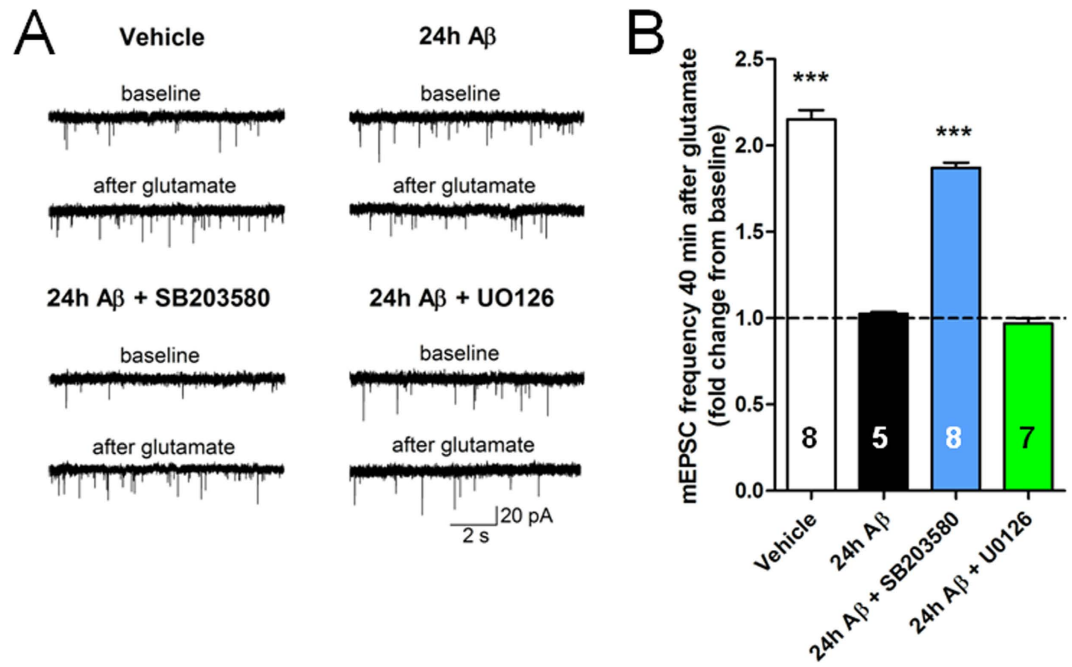 A
Vehicle
24h Aβ
baseline
baseline
after glutamate
after glutamate
24h Aβ + SB203580
24h Aβ + UO126
baseline
baseline
after glutamate
after glutamate
20 pA
2 s
B
mEPSC frequency 40 min after glutamate
(fold change from baseline)
2.5
2.0
1.5
1.0
0.5
0.0
***
***
8
5
8
7
Vehicle
24h Aβ
24h Aβ + SB203580
24h Aβ + U0126